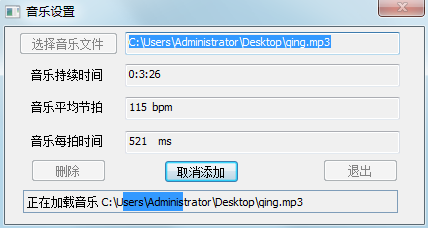 音乐设置
选择音乐文件 C:\Users\Administrator\Desktop\qing.mp3
音乐持续时间 0:3:26
音乐平均节拍 115 bpm
音乐每拍时间 521 ms
删除 取消添加 退出
正在加载音乐 C:\Users\Administrator\Desktop\qing.mp3